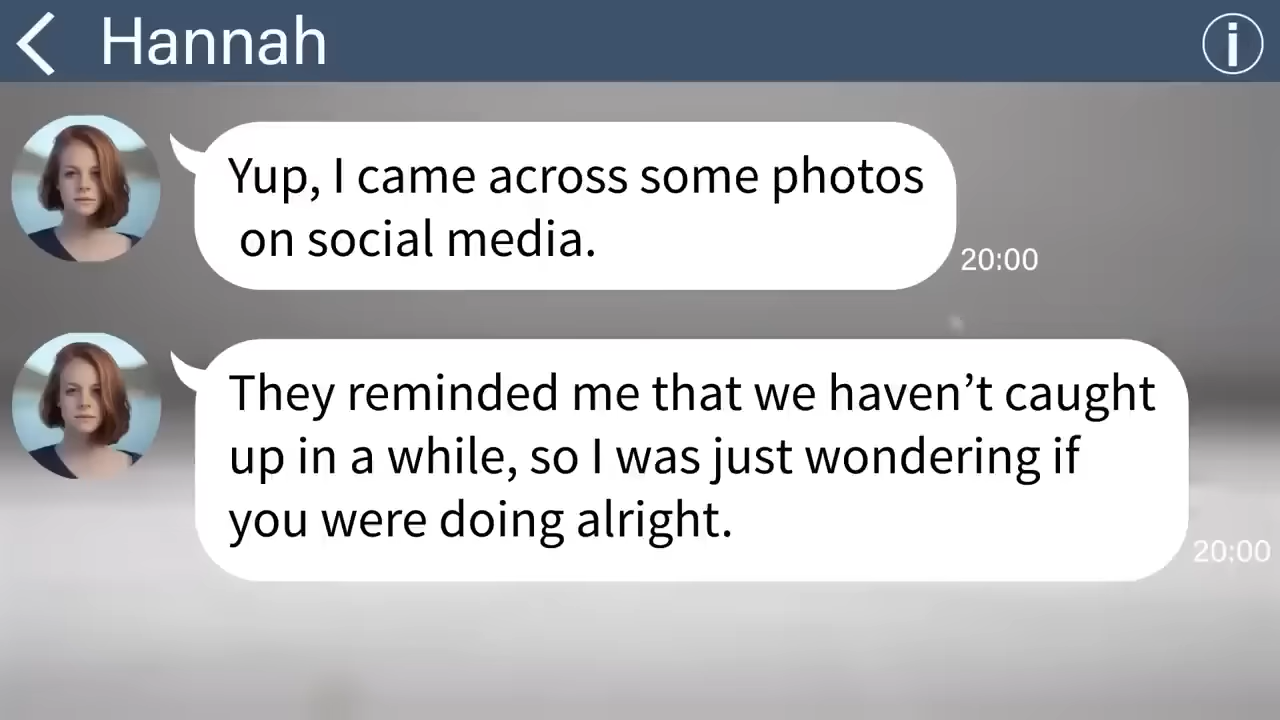 Hannah
Yup, I came across some photos
on social media.
20:00
They reminded me that we haven’t caught
up in a while, so I was just wondering if
you were doing alright.
20:00